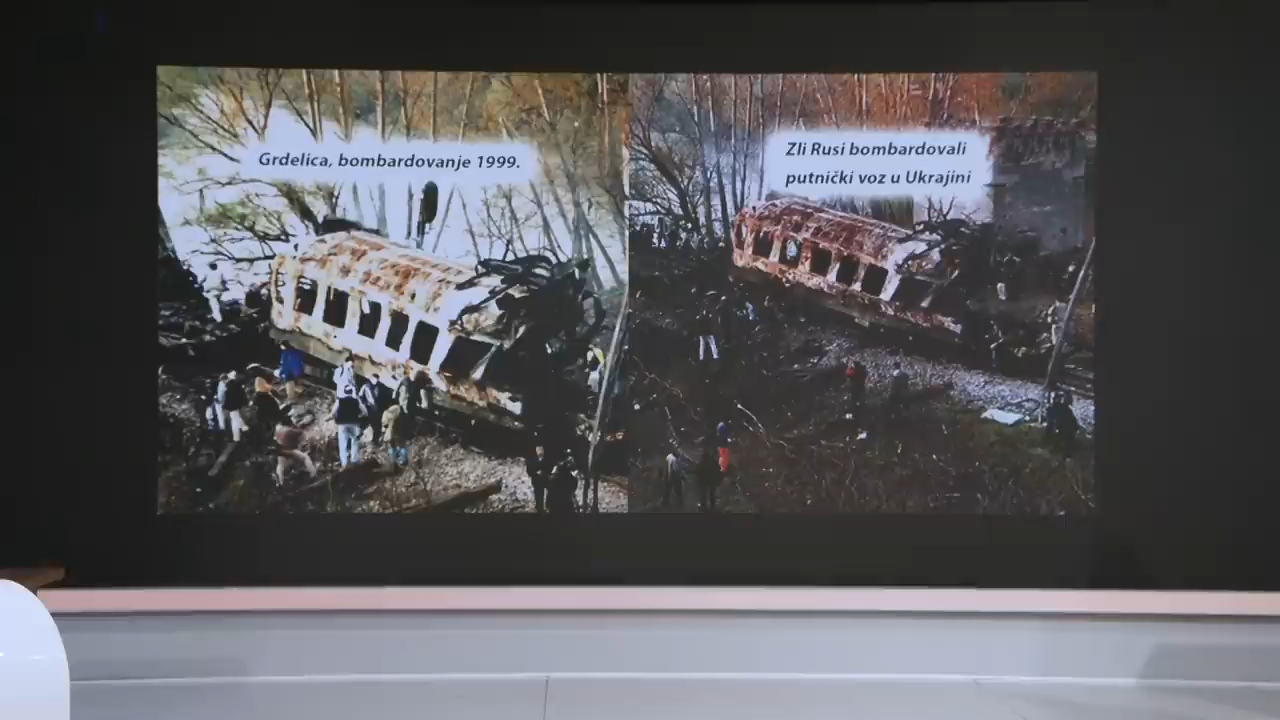 Grdelica, bombardovanje 1999.
Zli Rusi bombardovali
putnički voz u Ukrajini